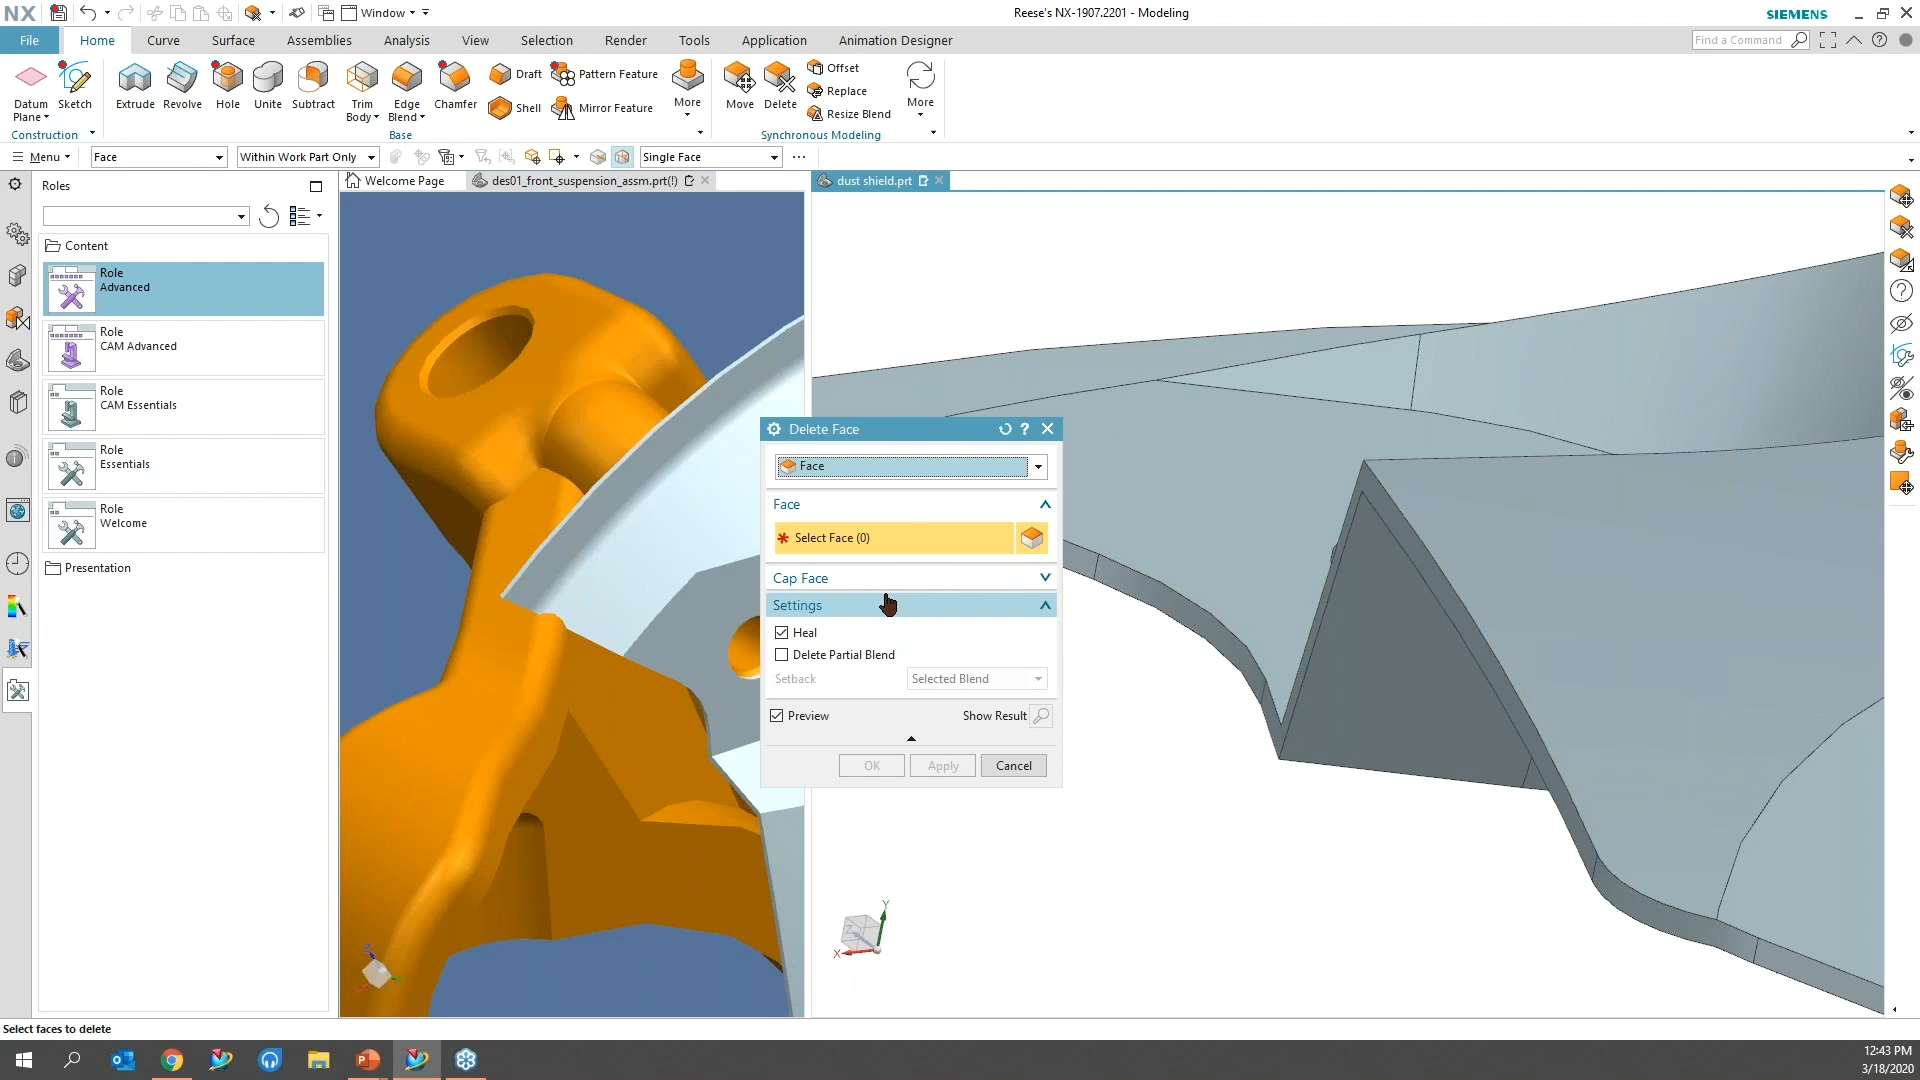 NX
Window
Reese's NX-1907.2201 - Modeling
SIEMENS
File
Home
Curve
Surface
Assemblies
Analysis
View
Selection
Render
Tools
Application
Animation Designer
Find a Command
Datum Plane
Sketch
Extrude
Revolve
Hole
Unite
Subtract
Trim Body
Edge Blend
Chamfer
Draft
Shell
Pattern Feature
Mirror Feature
More
Move
Delete
Offset
Replace
Resize Blend
More
Construction
Base
Synchronous Modeling
Menu
Face
Within Work Part Only
Single Face
Roles
Welcome Page
des01_front_suspension_assm.prt(!)
dust shield.prt
Content
Role
Advanced
Role
CAM Advanced
Role
CAM Essentials
Role
Essentials
Role
Welcome
Presentation
Delete Face
Face
Face
* Select Face (0)
Cap Face
Settings
Heal
Delete Partial Blend
Setback
Selected Blend
Preview
Show Result
OK
Apply
Cancel
Y
Z
X
Z
Select faces to delete
12:43 PM
3/18/2020